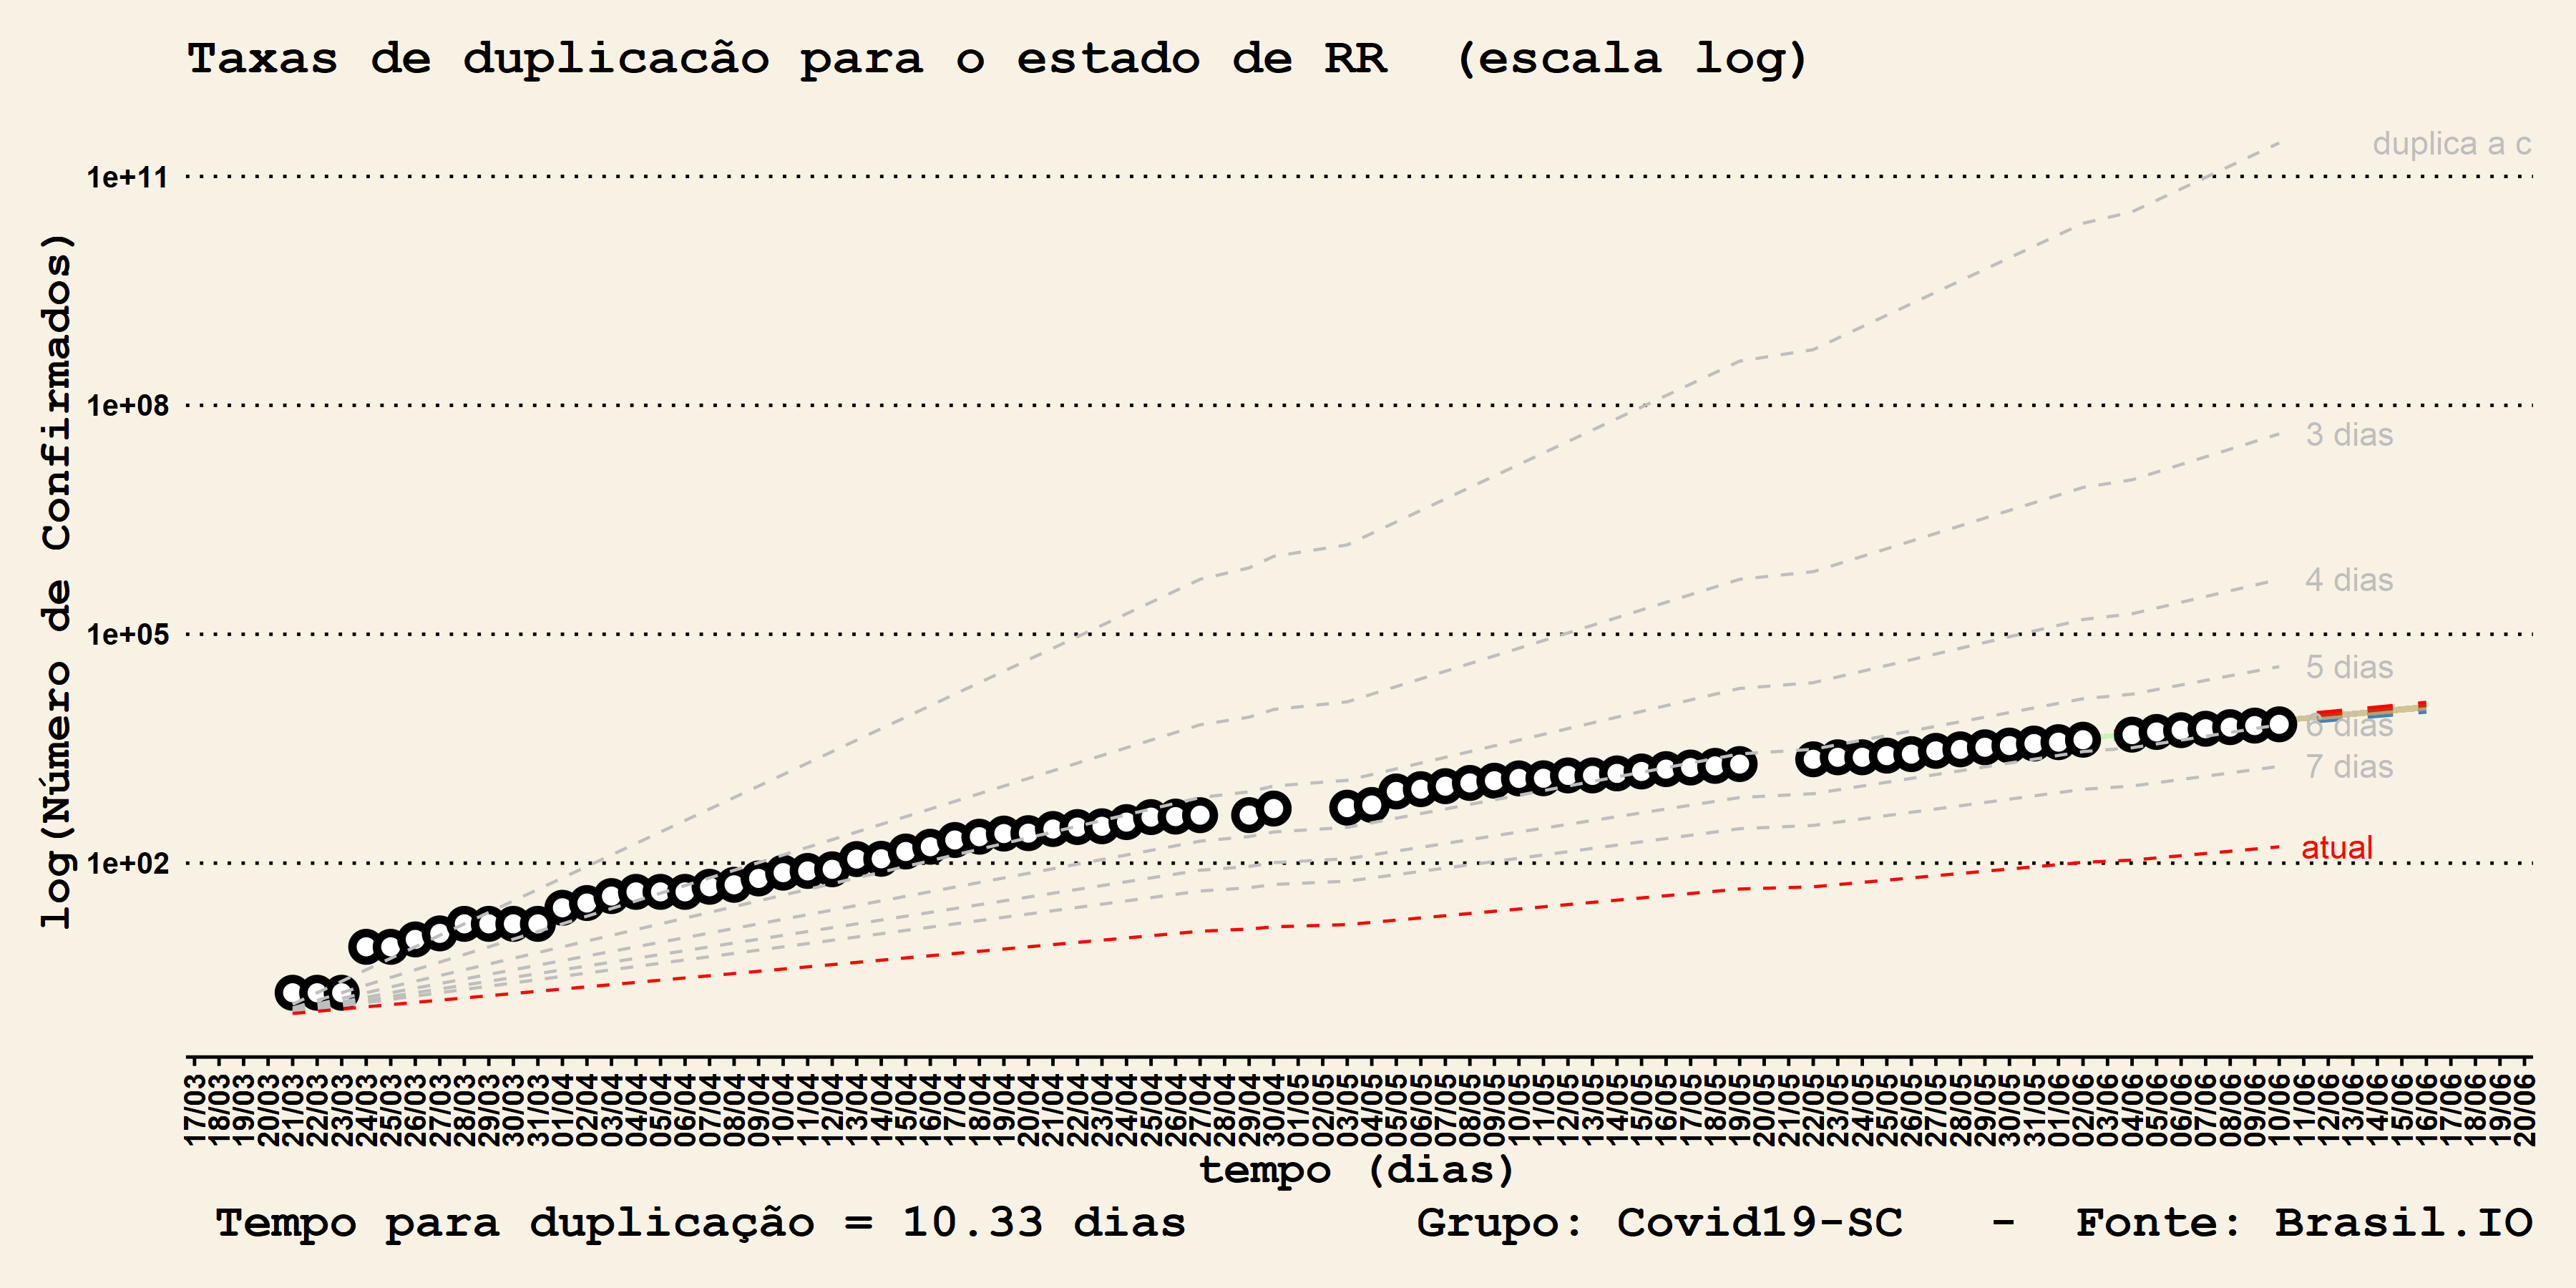 Taxas de duplicacão para o estado de RR  (escala log)
log(Número de Confirmados)
1e+11
1e+08
1e+05
1e+02
duplica a c
3 dias
4 dias
5 dias
6 dias
7 dias
atual
17/03 18/03 19/03 20/03 21/03 22/03 23/03 24/03 25/03 26/03 27/03 28/03 29/03 30/03 31/03 01/04 02/04 03/04 04/04 05/04 06/04 07/04 08/04 09/04 10/04 11/04 12/04 13/04 14/04 15/04 16/04 17/04 18/04 19/04 20/04 21/04 22/04 23/04 24/04 25/04 26/04 27/04 28/04 29/04 30/04 01/05 02/05 03/05 04/05 05/05 06/05 07/05 08/05 09/05 10/05 11/05 12/05 13/05 14/05 15/05 16/05 17/05 18/05 19/05 20/05 21/05 22/05 23/05 24/05 25/05 26/05 27/05 28/05 29/05 30/05 31/05 01/06 02/06 03/06 04/06 05/06 06/06 07/06 08/06 09/06 10/06 11/06 12/06 13/06 14/06 15/06 16/06 17/06 18/06 19/06 20/06
tempo (dias)
Tempo para duplicação = 10.33 dias        Grupo: Covid19-SC   -  Fonte: Brasil.IO